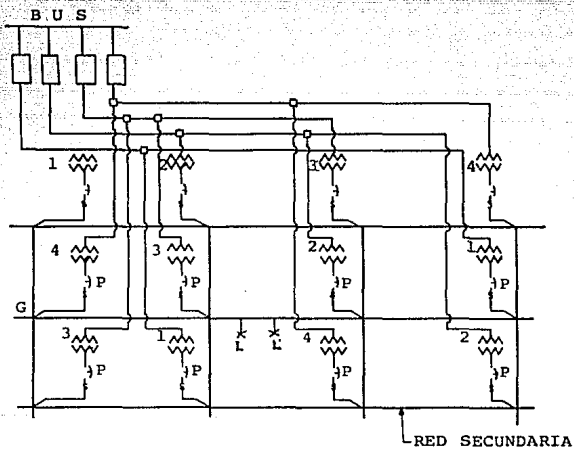 B U S
1 2 3 4
4 3 2 1
P P P
G
3 1 4 2
L L
P P P P
RED SECUNDARIA